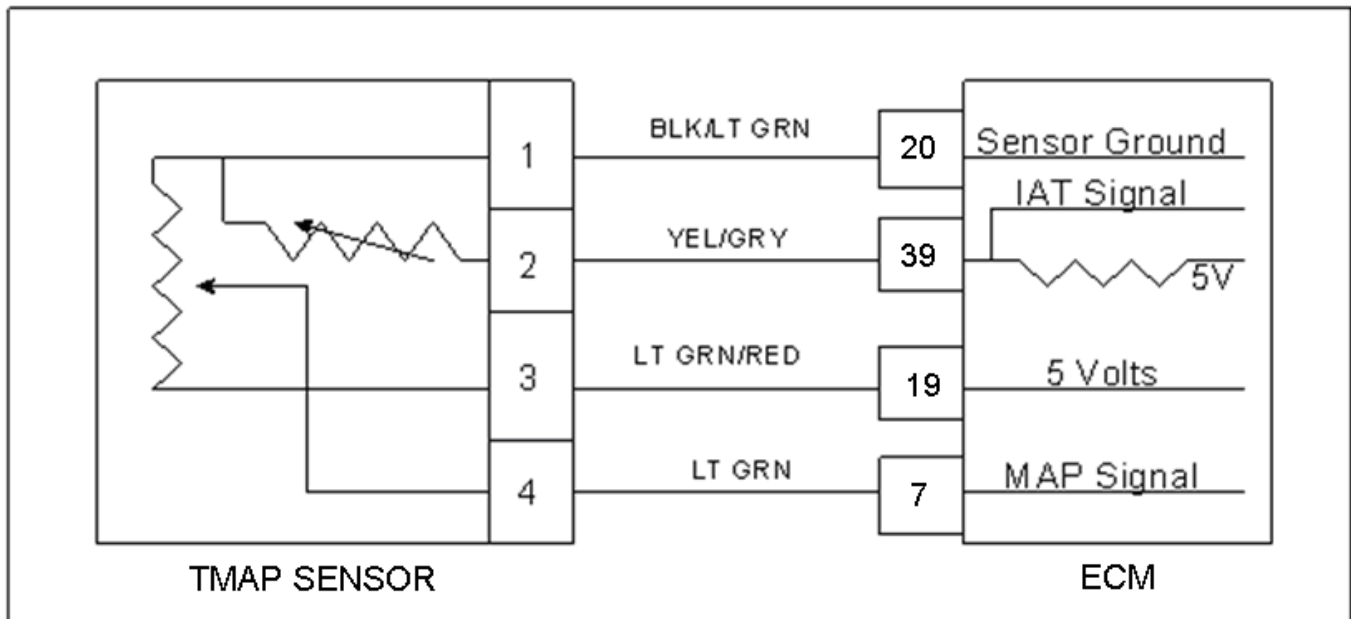 1
BLK/LT GRN
20
Sensor Ground
IAT Signal
2
YEL/GRY
39
5V
3
LT GRN/RED
19
5 Volts
4
LT GRN
7
MAP Signal
TMAP SENSOR
ECM